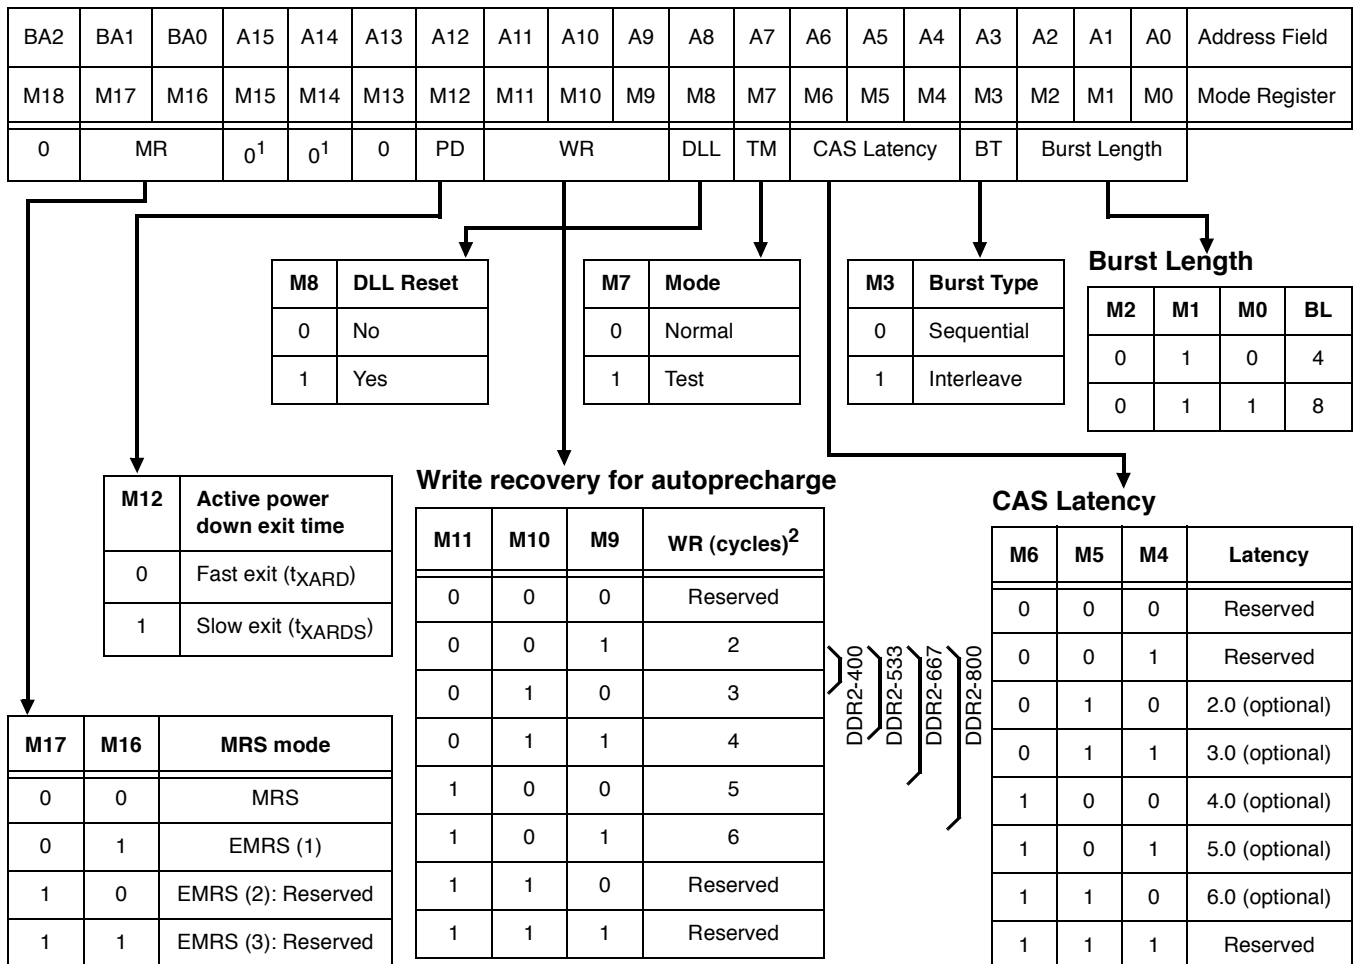 BA2 BA1 BA0 A15 A14 A13 A12 A11 A10 A9 A8 A7 A6 A5 A4 A3 A2 A1 A0 Address Field
M18 M17 M16 M15 M14 M13 M12 M11 M10 M9 M8 M7 M6 M5 M4 M3 M2 M1 M0 Mode Register
0 MR 0¹ 0¹ 0 PD WR DLL TM CAS Latency BT Burst Length
M8 DLL Reset
0 No
1 Yes
M7 Mode
0 Normal
1 Test
M3 Burst Type
0 Sequential
1 Interleave
Burst Length
M2 M1 M0 BL
0 1 0 4
0 1 1 8
M12 Active power
down exit time
0 Fast exit (tXARD)
1 Slow exit (tXARDS)
Write recovery for autoprecharge
M11 M10 M9 WR (cycles)²
0 0 0 Reserved
0 0 1 2
0 1 0 3
0 1 1 4
1 0 0 5
1 0 1 6
1 1 0 Reserved
1 1 1 Reserved
DDR2-400
DDR2-533
DDR2-667
DDR2-800
CAS Latency
M6 M5 M4 Latency
0 0 0 Reserved
0 0 1 Reserved
0 1 0 2.0 (optional)
0 1 1 3.0 (optional)
1 0 0 4.0 (optional)
1 0 1 5.0 (optional)
1 1 0 6.0 (optional)
1 1 1 Reserved
M17 M16 MRS mode
0 0 MRS
0 1 EMRS (1)
1 0 EMRS (2): Reserved
1 1 EMRS (3): Reserved